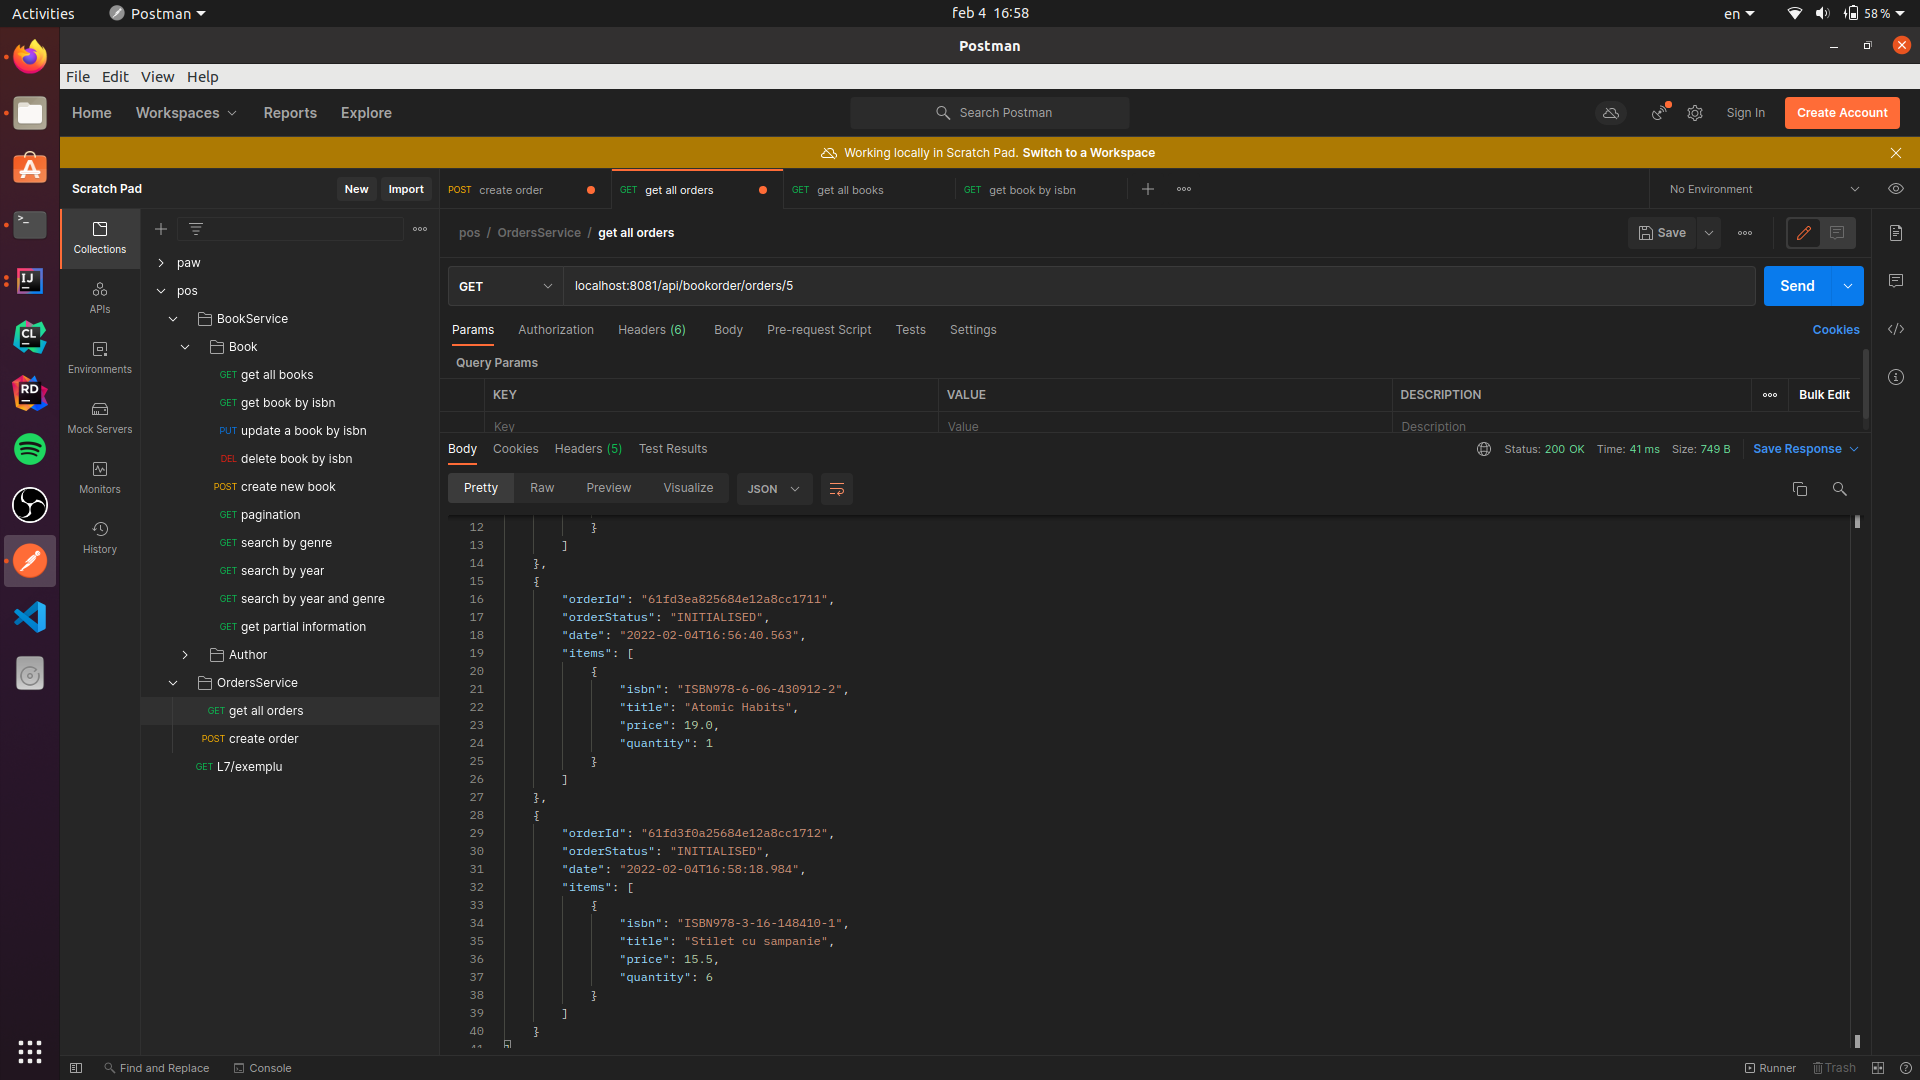 Activities
Postman
feb 4 16:58
en
58 %
Postman
File Edit View Help
Home Workspaces Reports Explore
Search Postman
Sign In
Create Account
Working locally in Scratch Pad. Switch to a Workspace
Scratch Pad
New
Import
POST create order
GET get all orders
GET get all books
GET get book by isbn
No Environment
Collections
APIs
Environments
Mock Servers
Monitors
History
paw
pos
BookService
Book
GET get all books
GET get book by isbn
PUT update a book by isbn
DEL delete book by isbn
POST create new book
GET pagination
GET search by genre
GET search by year
GET search by year and genre
GET get partial information
Author
OrdersService
GET get all orders
POST create order
GET L7/exemplu
pos / OrdersService / get all orders
Save
GET
localhost:8081/api/bookorder/orders/5
Send
Params Authorization Headers (6) Body Pre-request Script Tests Settings
Cookies
Query Params
KEY VALUE DESCRIPTION
Bulk Edit
Key Value Description
Body Cookies Headers (5) Test Results
Status: 200 OK Time: 41 ms Size: 749 B
Save Response
Pretty Raw Preview Visualize
JSON
12 }
13 ]
14 },
15 {
16 "orderId": "61fd3ea825684e12a8cc1711",
17 "orderStatus": "INITIALISED",
18 "date": "2022-02-04T16:56:40.563",
19 "items": [
20 {
21 "isbn": "ISBN978-6-06-430912-2",
22 "title": "Atomic Habits",
23 "price": 19.0,
24 "quantity": 1
25 }
26 ]
27 },
28 {
29 "orderId": "61fd3f0a25684e12a8cc1712",
30 "orderStatus": "INITIALISED",
31 "date": "2022-02-04T16:58:18.984",
32 "items": [
33 {
34 "isbn": "ISBN978-3-16-148410-1",
35 "title": "Stilet cu sampanie",
36 "price": 15.5,
37 "quantity": 6
38 }
39 ]
40 }
41 ]
Find and Replace
Console
Runner
Trash